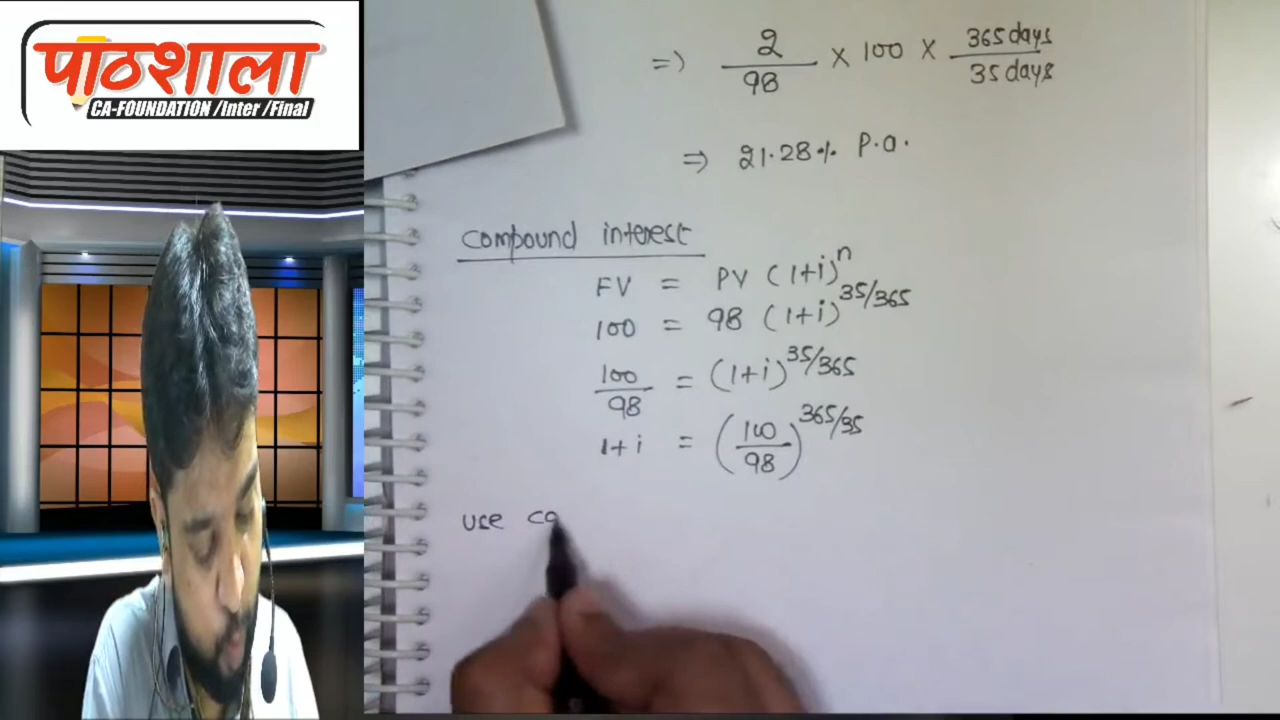 पाठशाला
CA-FOUNDATION /Inter /Final
=> 2/98 x 100 x 365 days/35 days
=> 21.28% P.a.
compound interest
FV = PV (1+i)^n
100 = 98 (1+i)^35/365
100/98 = (1+i)^35/365
1+i = (100/98)^365/35
use ca